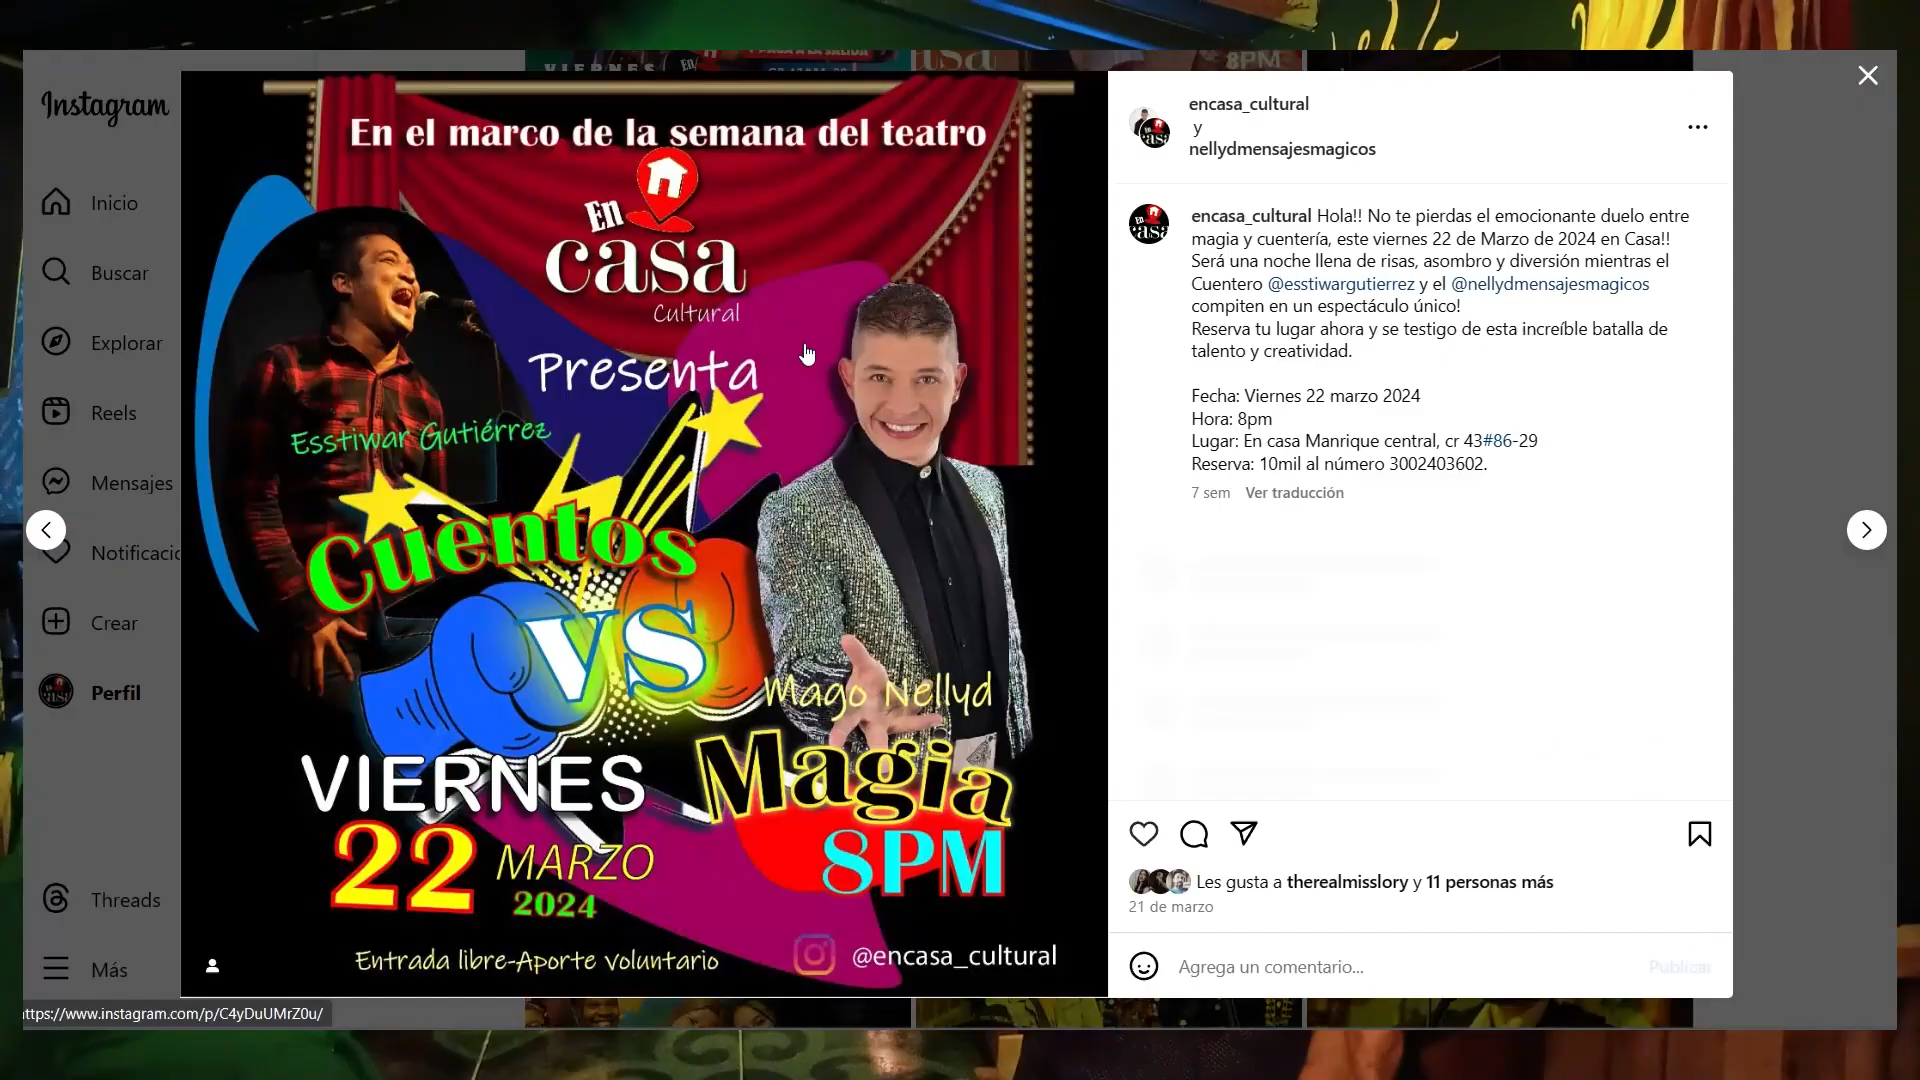 Instagram
Inicio
Buscar
Explorar
Reels
Mensajes
Notificacio
Crear
Perfil
Threads
Más
https://www.instagram.com/p/C4yDuUMrZ0u/
VIERNES
8PM
En el marco de la semana del teatro
En
casa
Cultural
Presenta
Esstiwar Gutiérrez
Cuentos
VS
Mago Nellyd
Magia
VIERNES
22 MARZO
2024
8PM
Entrada libre-Aporte voluntario
@encasa_cultural
encasa_cultural
y
nellydmensajesmagicos
encasa_cultural Hola!! No te pierdas el emocionante duelo entre
magia y cuentería, este viernes 22 de Marzo de 2024 en Casa!!
Será una noche llena de risas, asombro y diversión mientras el
Cuentero @esstiwargutierrez y el @nellydmensajesmagicos
compiten en un espectáculo único!
Reserva tu lugar ahora y se testigo de esta increíble batalla de
talento y creatividad.
Fecha: Viernes 22 marzo 2024
Hora: 8pm
Lugar: En casa Manrique central, cr 43#86-29
Reserva: 10mil al número 3002403602.
7 sem Ver traducción
Les gusta a therealmisslory y 11 personas más
21 de marzo
Agrega un comentario...
Publicar